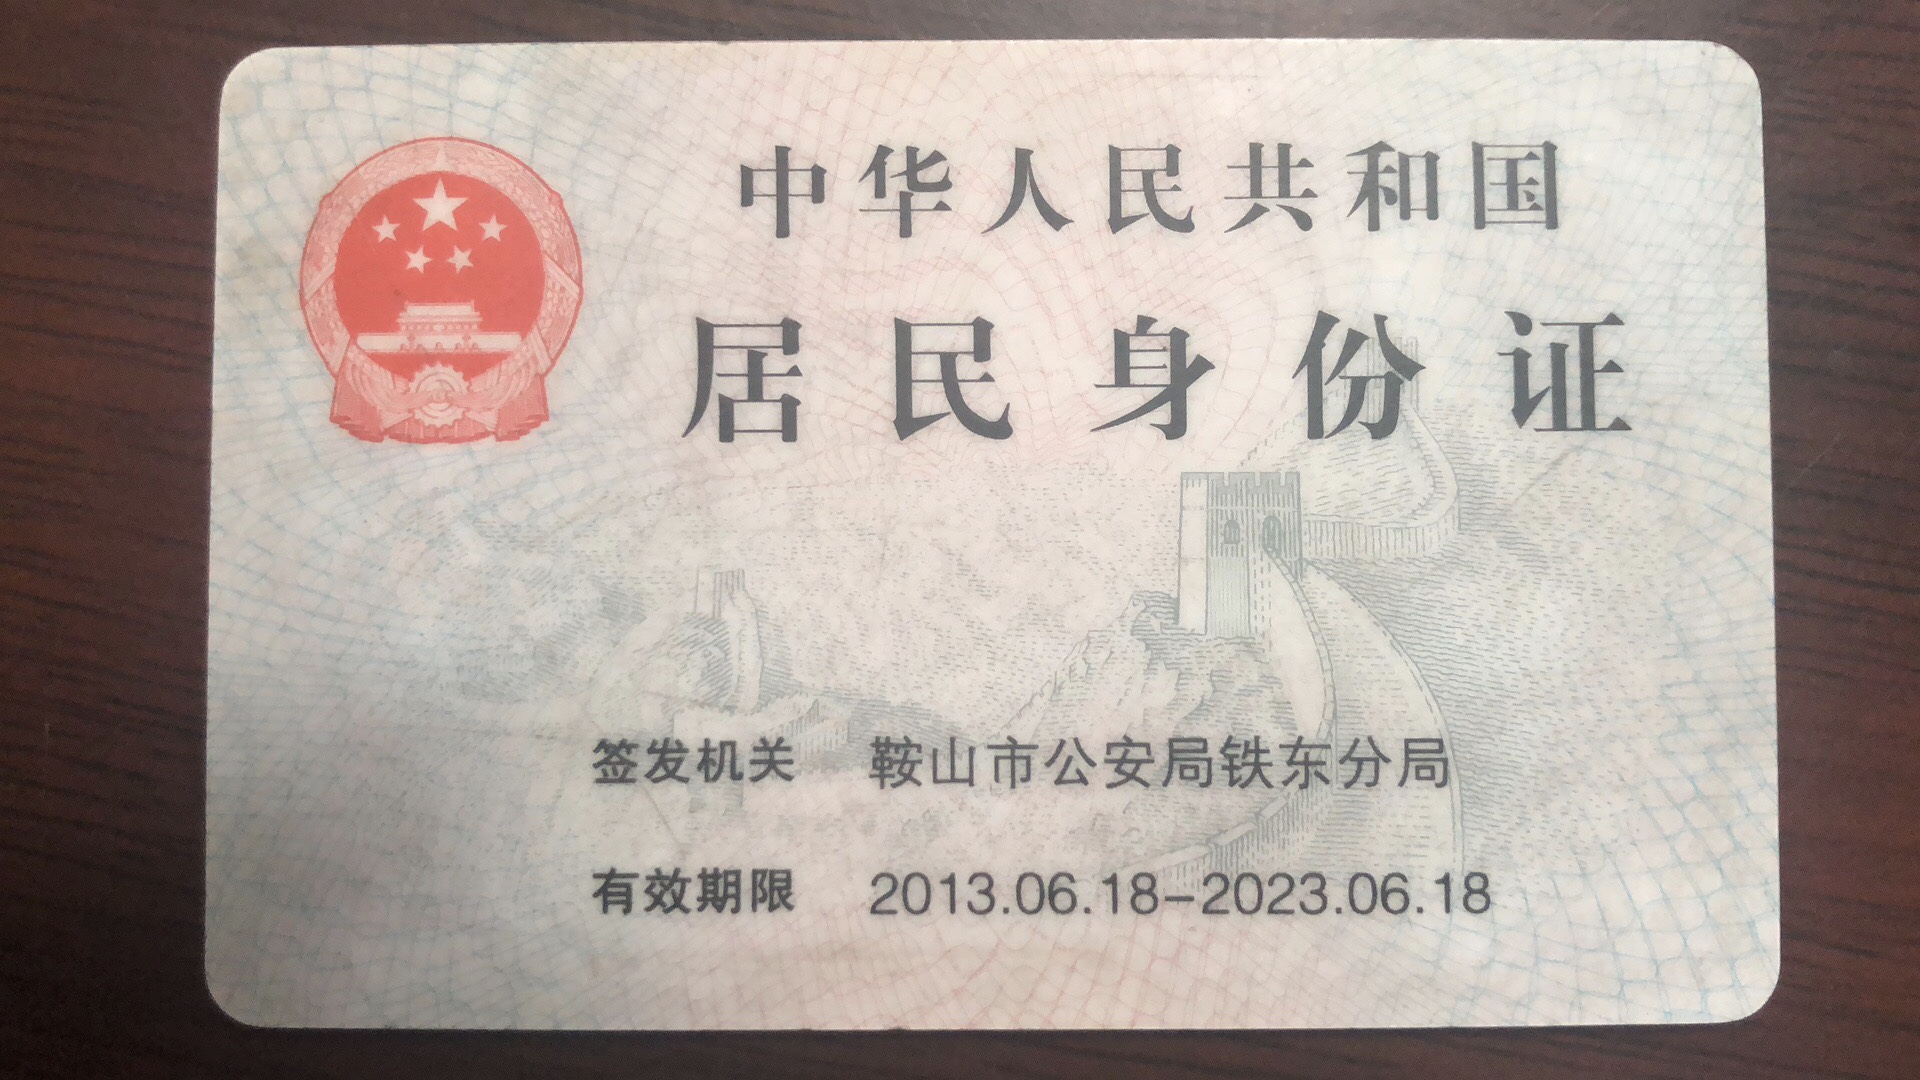 中华人民共和国
居民身份证
签发机关 鞍山市公安局铁东分局
有效期限 2013.06.18-2023.06.18